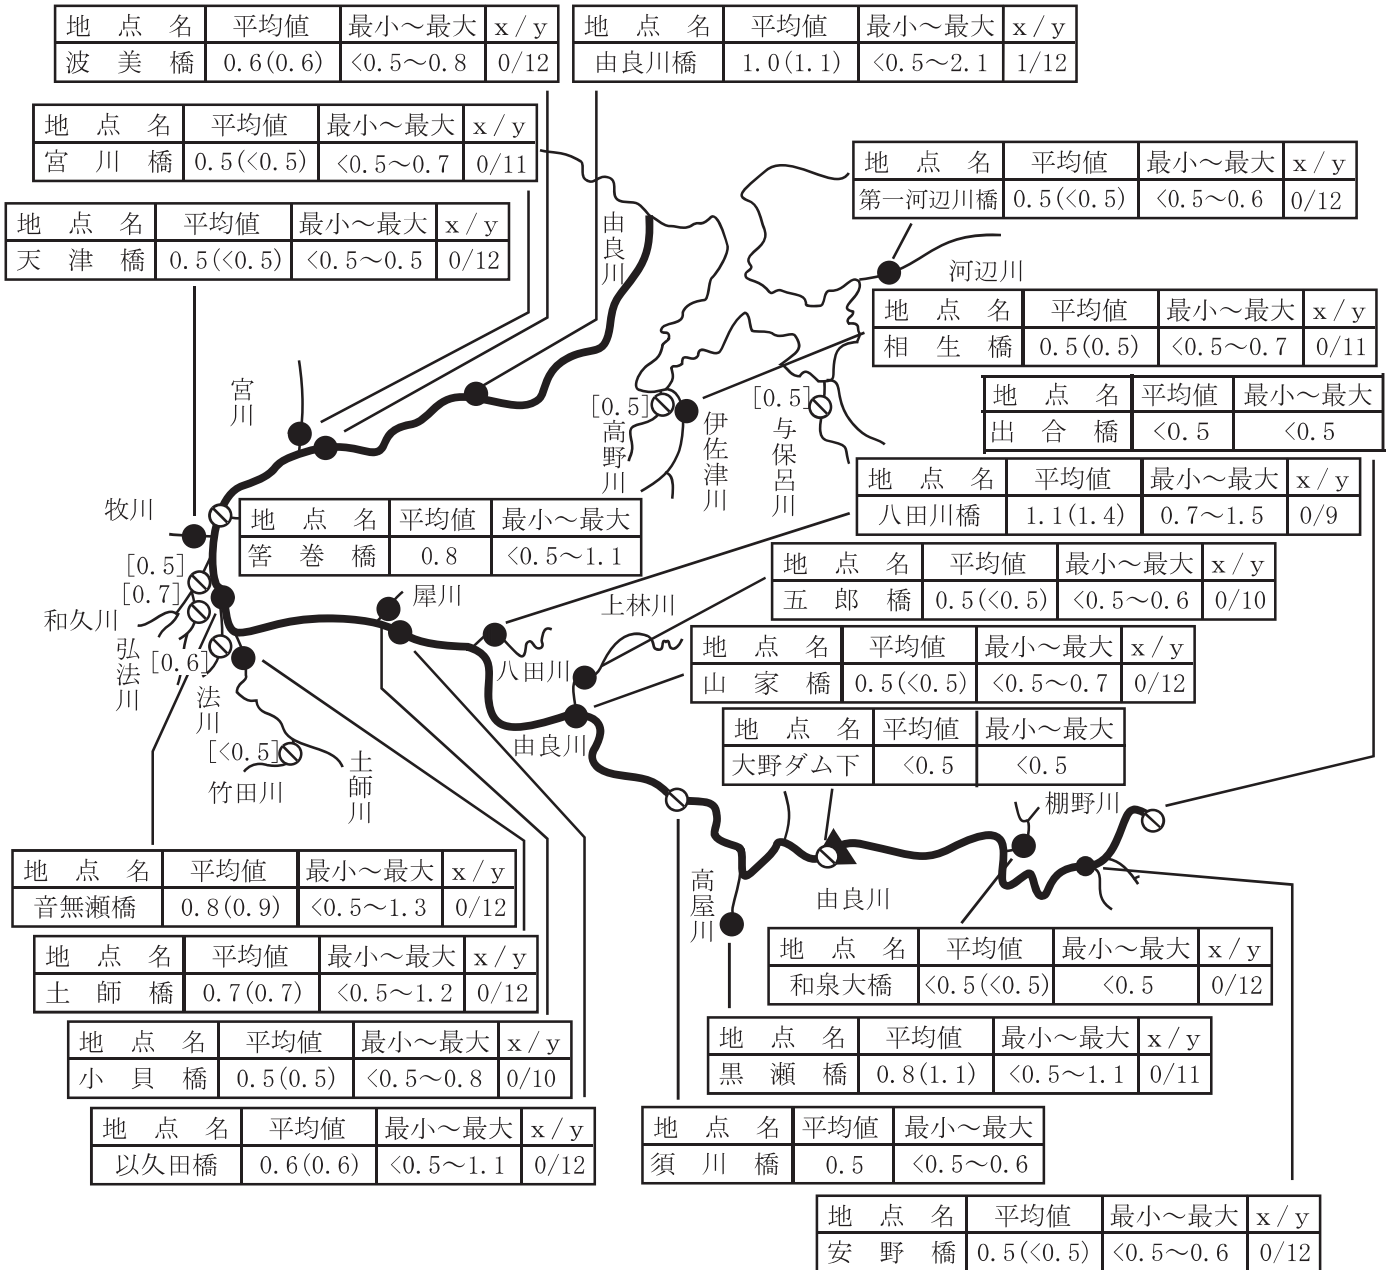 地点名 平均値 最小～最大 x/y
波美橋 0.6(0.6) <0.5～0.8 0/12
地点名 平均値 最小～最大 x/y
由良川橋 1.0(1.1) <0.5～2.1 1/12
地点名 平均値 最小～最大 x/y
宮川橋 0.5(<0.5) <0.5～0.7 0/11
地点名 平均値 最小～最大 x/y
第一河辺川橋 0.5(<0.5) <0.5～0.6 0/12
地点名 平均値 最小～最大 x/y
天津橋 0.5(<0.5) <0.5～0.5 0/12
由良川
河辺川
地点名 平均値 最小～最大 x/y
相生橋 0.5(0.5) <0.5～0.7 0/11
宮川
[0.5]
高野川
伊佐津川
[0.5]
与保呂川
地点名 平均値 最小～最大
出合橋 <0.5 <0.5
地点名 平均値 最小～最大 x/y
八田川橋 1.1(1.4) 0.7～1.5 0/9
牧川
地点名 平均値 最小～最大
筈巻橋 0.8 <0.5～1.1
地点名 平均値 最小～最大 x/y
五郎橋 0.5(<0.5) <0.5～0.6 0/10
[0.5]
[0.7]
和久川
弘法川
[0.6]
法川
犀川
上林川
八田川
地点名 平均値 最小～最大 x/y
山家橋 0.5(<0.5) <0.5～0.7 0/12
地点名 平均値 最小～最大
大野ダム下 <0.5 <0.5
由良川
[<0.5]
竹田川
土師川
棚野川
地点名 平均値 最小～最大 x/y
音無瀬橋 0.8(0.9) <0.5～1.3 0/12
高屋川
由良川
地点名 平均値 最小～最大 x/y
土師橋 0.7(0.7) <0.5～1.2 0/12
地点名 平均値 最小～最大 x/y
和泉大橋 <0.5(<0.5) <0.5 0/12
地点名 平均値 最小～最大 x/y
小貝橋 0.5(0.5) <0.5～0.8 0/10
地点名 平均値 最小～最大 x/y
黒瀬橋 0.8(1.1) <0.5～1.1 0/11
地点名 平均値 最小～最大 x/y
以久田橋 0.6(0.6) <0.5～1.1 0/12
地点名 平均値 最小～最大
須川橋 0.5 <0.5～0.6
地点名 平均値 最小～最大 x/y
安野橋 0.5(<0.5) <0.5～0.6 0/12